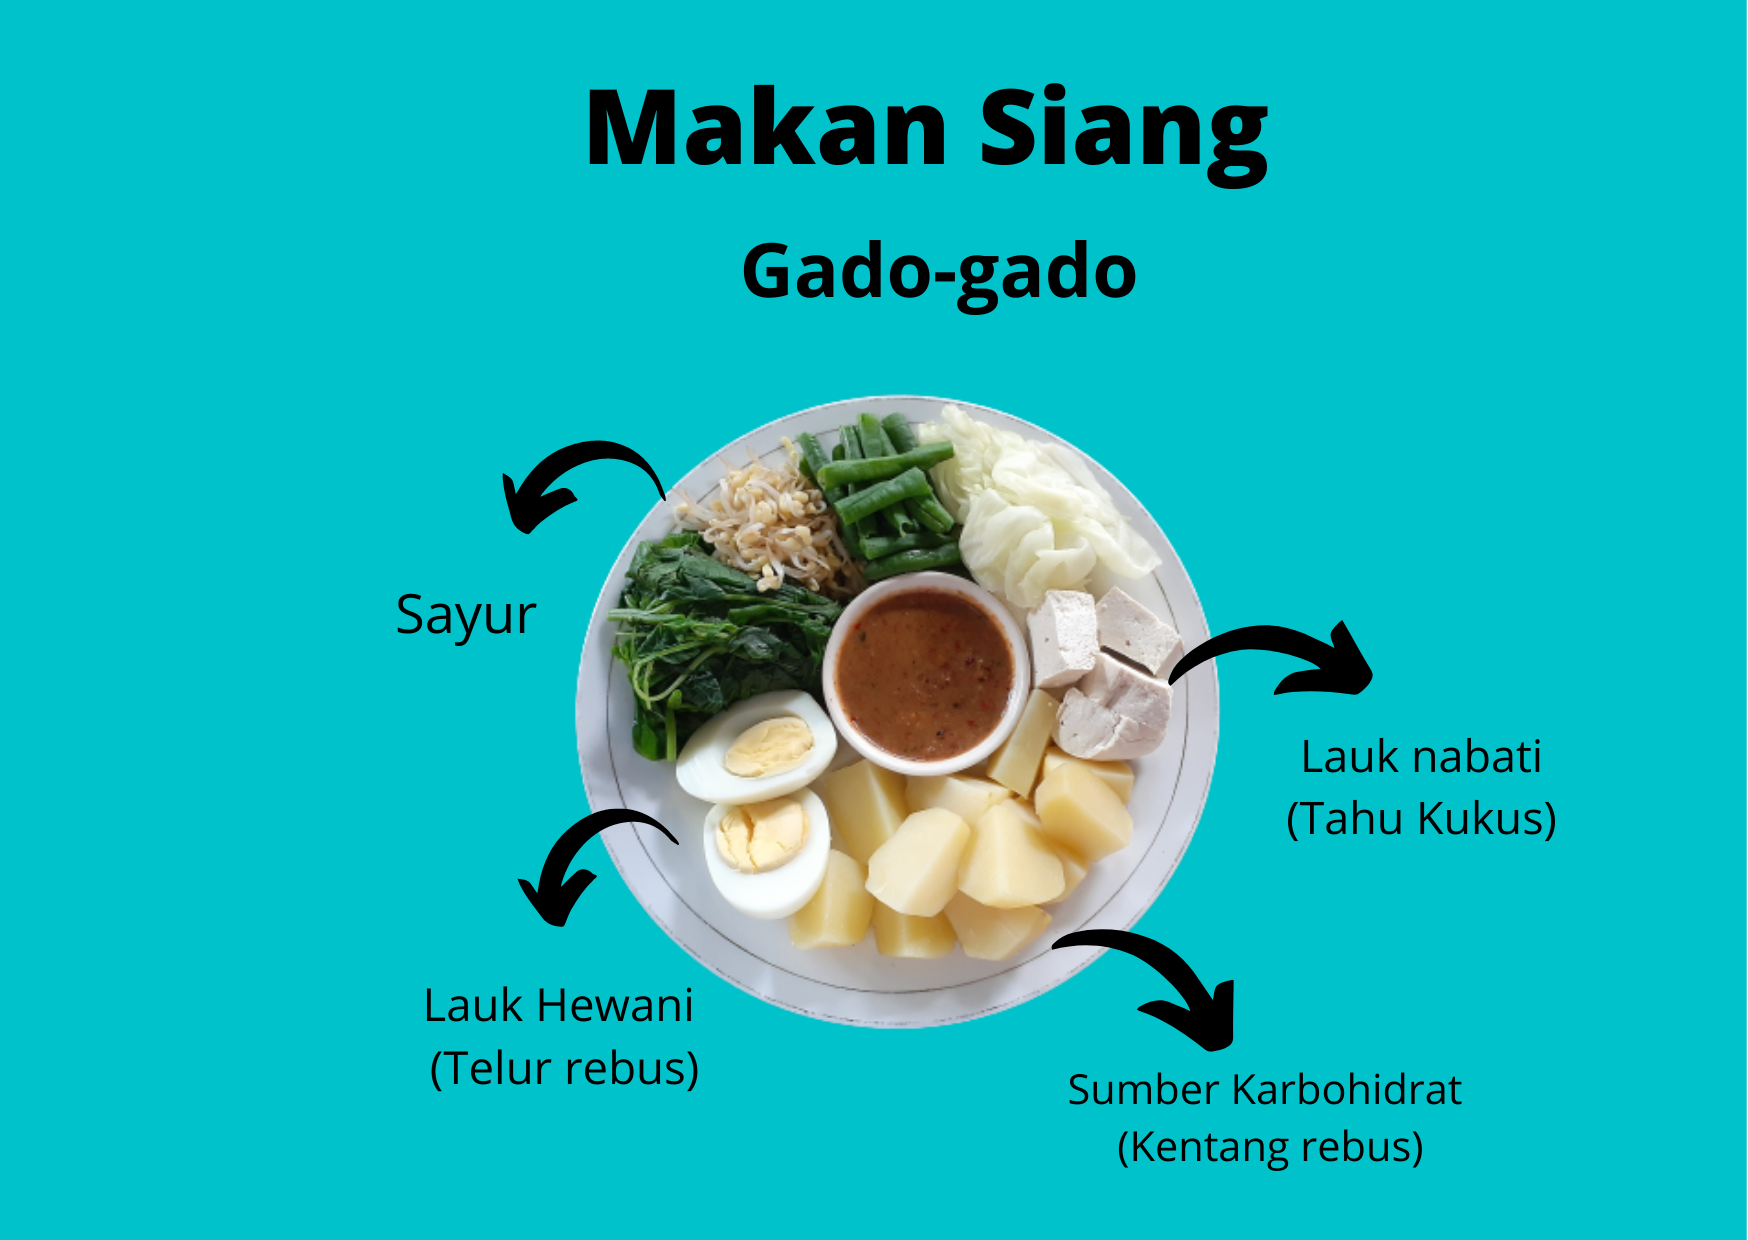 Makan Siang
Gado-gado
Sayur
Lauk nabati
(Tahu Kukus)
Lauk Hewani
(Telur rebus)
Sumber Karbohidrat
(Kentang rebus)